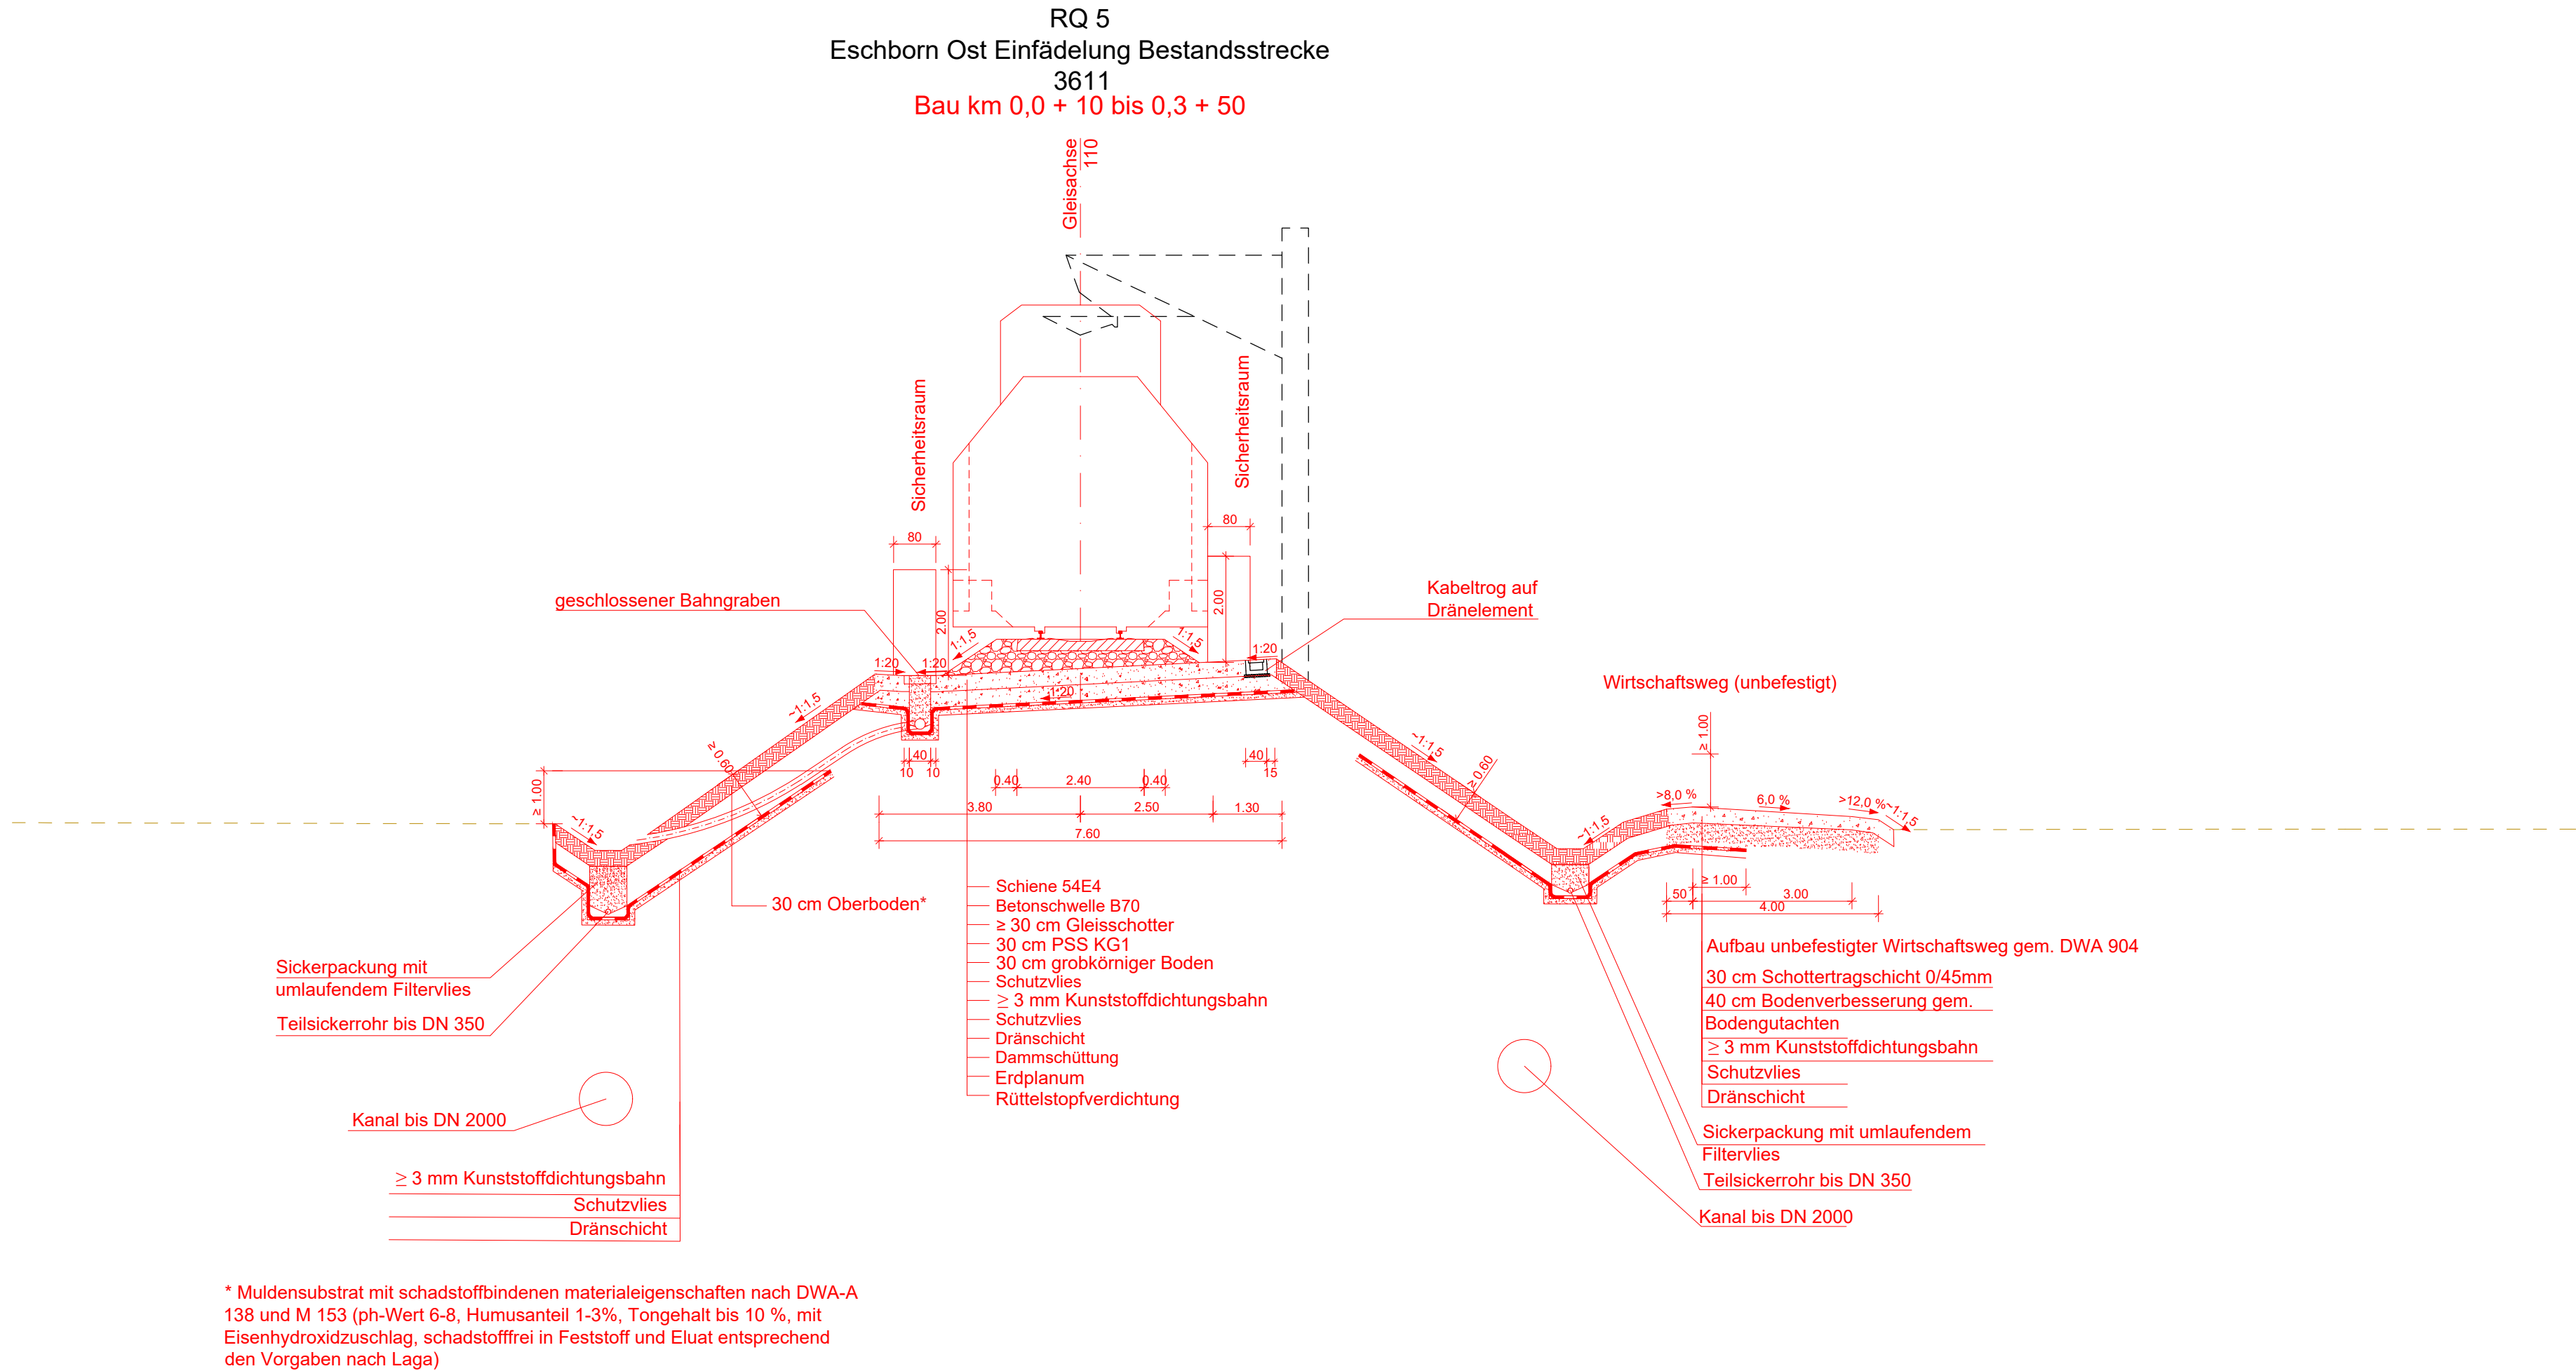 RQ 5
Eschborn Ost Einfädelung Bestandsstrecke
3611
Bau km 0,0 + 10 bis 0,3 + 50
Gleisachse
110
Sicherheitsraum
Sicherheitsraum
80
80
2.00
2.00
geschlossener Bahngraben
Kabeltrog auf
Dränelement
1:1,5
1:1,5
1:20
1:20
1:20
1:20
~1:1,5
≥ 0.60
≥ 1.00
~1:1,5
~1:1,5
≥ 0.60
~1:1,5
Wirtschaftsweg (unbefestigt)
≥ 1.00
>8,0 %
6,0 %
>12,0 %
~1:1,5
40
10
10
40
15
0.40
2.40
0.40
3.80
2.50
1.30
7.60
50
≥ 1.00
3.00
4.00
30 cm Oberboden*
Schiene 54E4
Betonschwelle B70
≥ 30 cm Gleisschotter
30 cm PSS KG1
30 cm grobkörniger Boden
Schutzvlies
≥ 3 mm Kunststoffdichtungsbahn
Schutzvlies
Dränschicht
Dammschüttung
Erdplanum
Rüttelstopfverdichtung
Sickerpackung mit
umlaufendem Filtervlies
Teilsickerrohr bis DN 350
Kanal bis DN 2000
≥ 3 mm Kunststoffdichtungsbahn
Schutzvlies
Dränschicht
Aufbau unbefestigter Wirtschaftsweg gem. DWA 904
30 cm Schottertragschicht 0/45mm
40 cm Bodenverbesserung gem.
Bodengutachten
≥ 3 mm Kunststoffdichtungsbahn
Schutzvlies
Dränschicht
Sickerpackung mit umlaufendem
Filtervlies
Teilsickerrohr bis DN 350
Kanal bis DN 2000
* Muldensubstrat mit schadstoffbindenen materialeigenschaften nach DWA-A
138 und M 153 (ph-Wert 6-8, Humusanteil 1-3%, Tongehalt bis 10 %, mit
Eisenhydroxidzuschlag, schadstofffrei in Feststoff und Eluat entsprechend
den Vorgaben nach Laga)